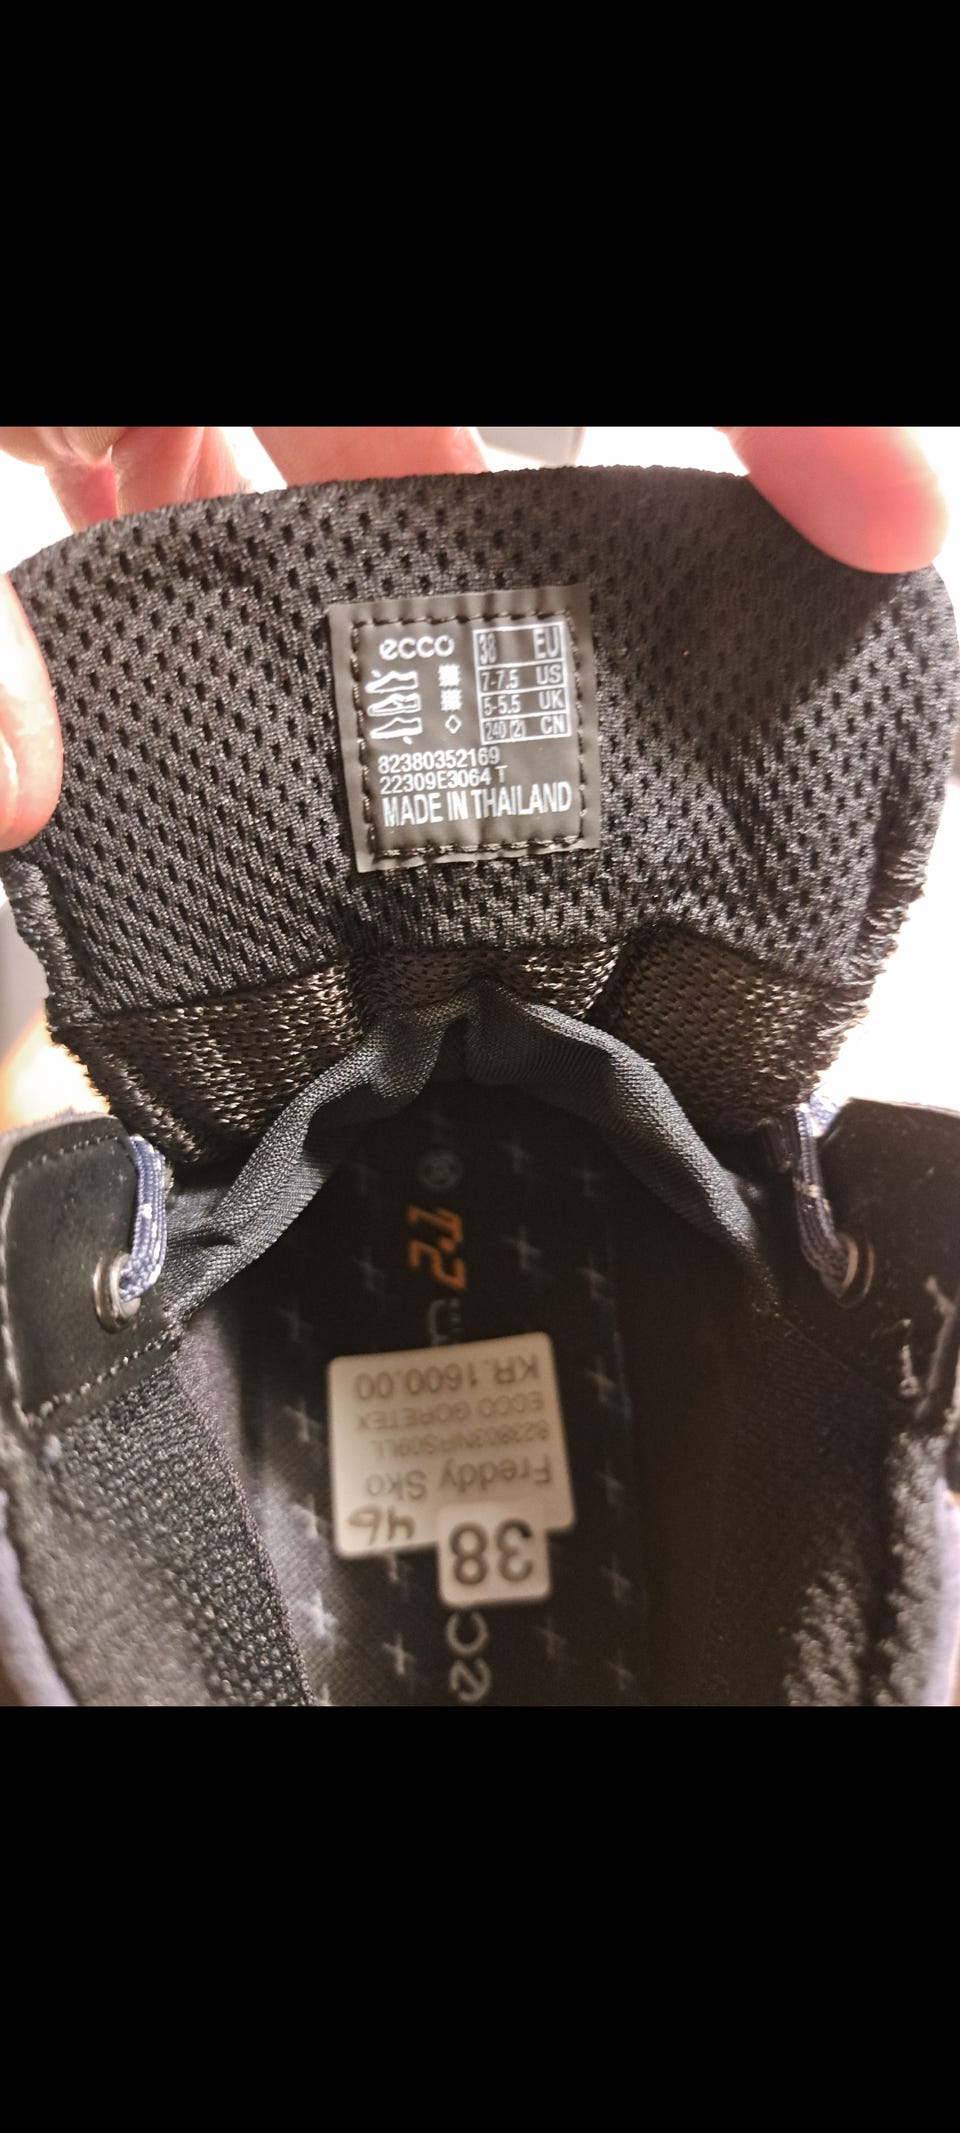 ecco
38 EU
7-7.5 US
5-5.5 UK
240 (2) CN
82380352169
22309E3064 T
MADE IN THAILAND
38
46
Freddy Sko
ECCO GORETEX
KR. 1600.00